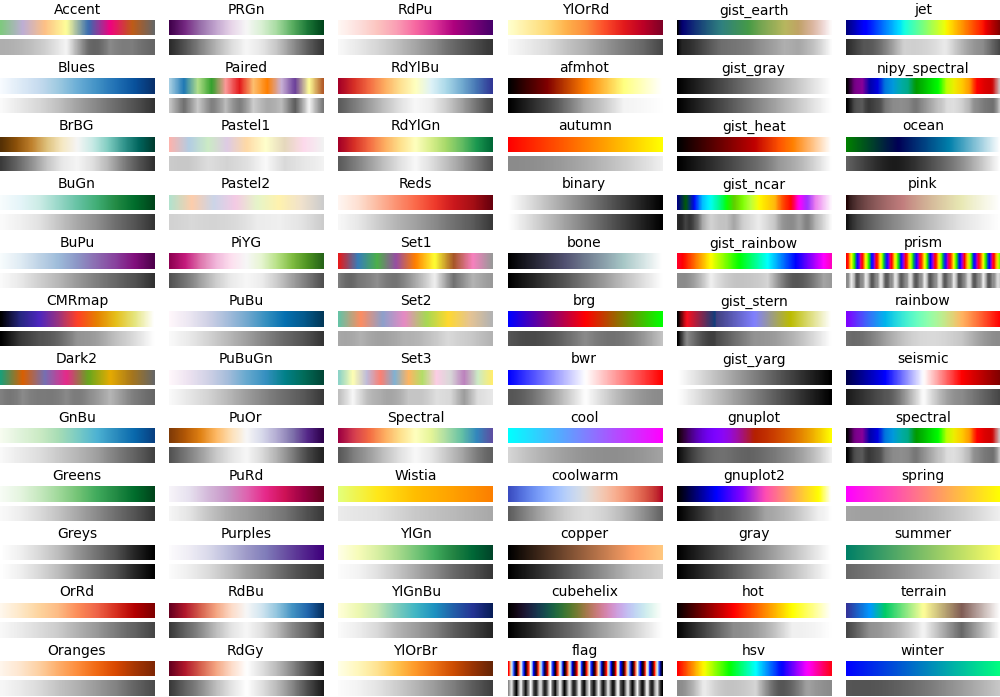 Accent
PRGn
RdPu
YlOrRd
gist_earth
jet
Blues
Paired
RdYlBu
afmhot
gist_gray
nipy_spectral
BrBG
Pastel1
RdYlGn
autumn
gist_heat
ocean
BuGn
Pastel2
Reds
binary
gist_ncar
pink
BuPu
PiYG
Set1
bone
gist_rainbow
prism
CMRmap
PuBu
Set2
brg
gist_stern
rainbow
Dark2
PuBuGn
Set3
bwr
gist_yarg
seismic
GnBu
PuOr
Spectral
cool
gnuplot
spectral
Greens
PuRd
Wistia
coolwarm
gnuplot2
spring
Greys
Purples
YlGn
copper
gray
summer
OrRd
RdBu
YlGnBu
cubehelix
hot
terrain
Oranges
RdGy
YlOrBr
flag
hsv
winter